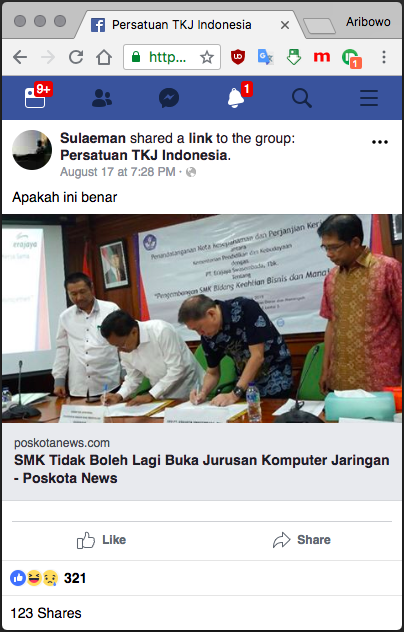 Persatuan TKJ Indonesia
Aribowo
http...
9+
1
1
Sulaeman shared a link to the group:
Persatuan TKJ Indonesia.
August 17 at 7:28 PM
Apakah ini benar
erajaya
Penandatanganan Nota Kesepahaman dan Perjanjian Ker
Kementerian Pendidikan dan Kebudayaan
dengan
PT. Erajaya Swasembada, Tbk.
Tentang
"Pengembangan SMK Bidang Keahlian Bisnis dan Mana
poskotanews.com
SMK Tidak Boleh Lagi Buka Jurusan Komputer Jaringan
- Poskota News
Like
Share
321
123 Shares